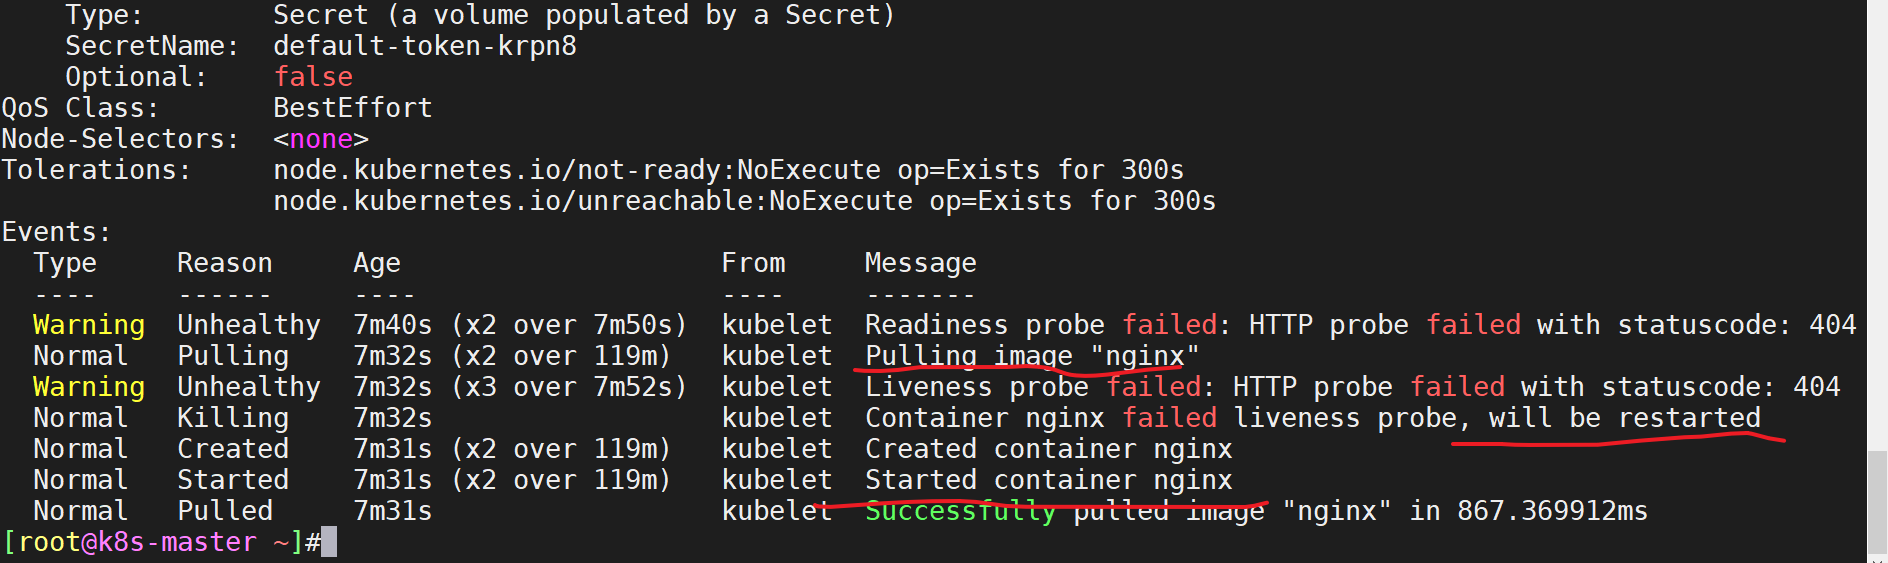 Type:        Secret (a volume populated by a Secret)
SecretName:  default-token-krpn8
Optional:    false
QoS Class:       BestEffort
Node-Selectors:  <none>
Tolerations:     node.kubernetes.io/not-ready:NoExecute op=Exists for 300s
node.kubernetes.io/unreachable:NoExecute op=Exists for 300s
Events:
Type     Reason     Age                    From     Message
----     ------     ----                   ----     -------
Warning  Unhealthy  7m40s (x2 over 7m50s)  kubelet  Readiness probe failed: HTTP probe failed with statuscode: 404
Normal   Pulling    7m32s (x2 over 119m)   kubelet  Pulling image "nginx"
Warning  Unhealthy  7m32s (x3 over 7m52s)  kubelet  Liveness probe failed: HTTP probe failed with statuscode: 404
Normal   Killing    7m32s                  kubelet  Container nginx failed liveness probe, will be restarted
Normal   Created    7m31s (x2 over 119m)   kubelet  Created container nginx
Normal   Started    7m31s (x2 over 119m)   kubelet  Started container nginx
Normal   Pulled     7m31s                  kubelet  Successfully pulled image "nginx" in 867.369912ms
[root@k8s-master ~]#